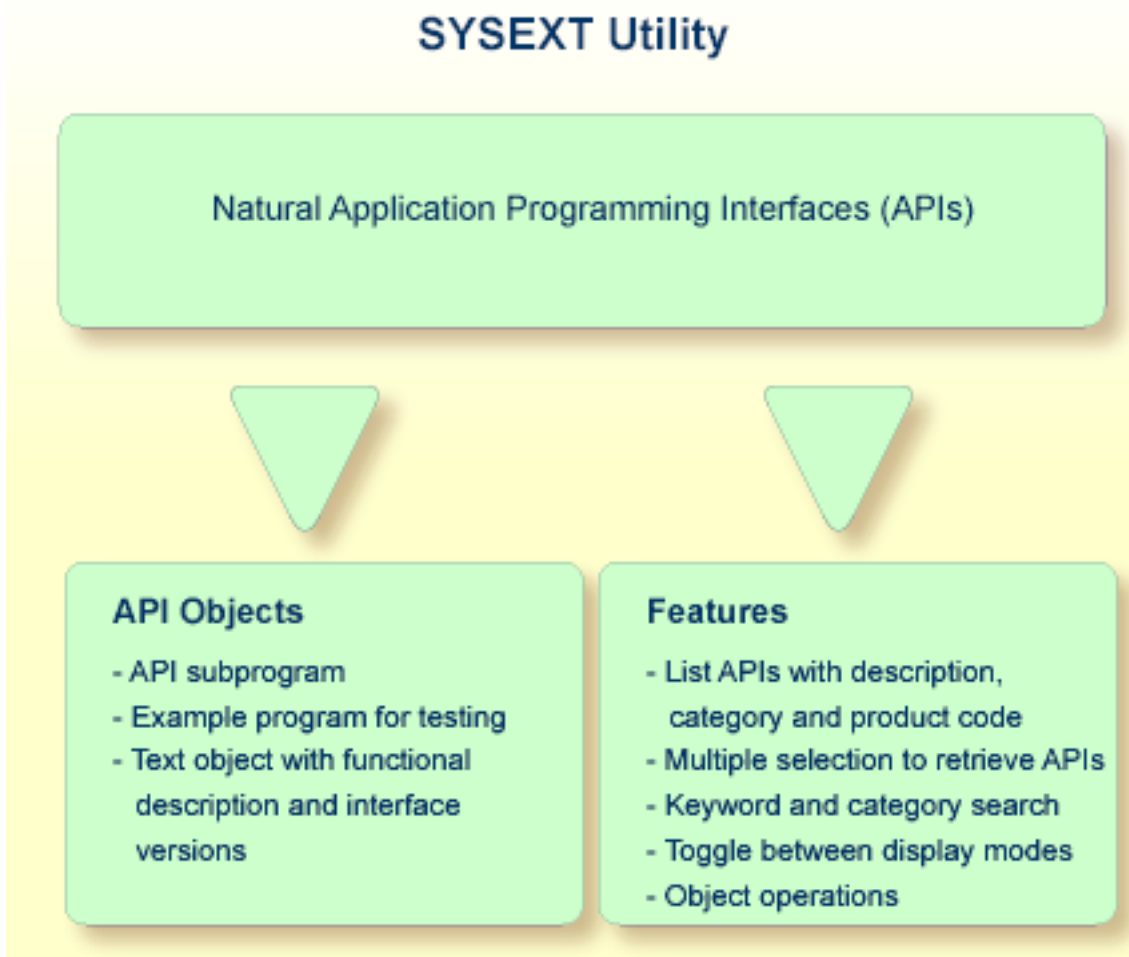 SYSEXT Utility
Natural Application Programming Interfaces (APIs)
API Objects
- API subprogram
- Example program for testing
- Text object with functional
description and interface
versions
Features
- List APIs with description,
category and product code
- Multiple selection to retrieve APIs
- Keyword and category search
- Toggle between display modes
- Object operations